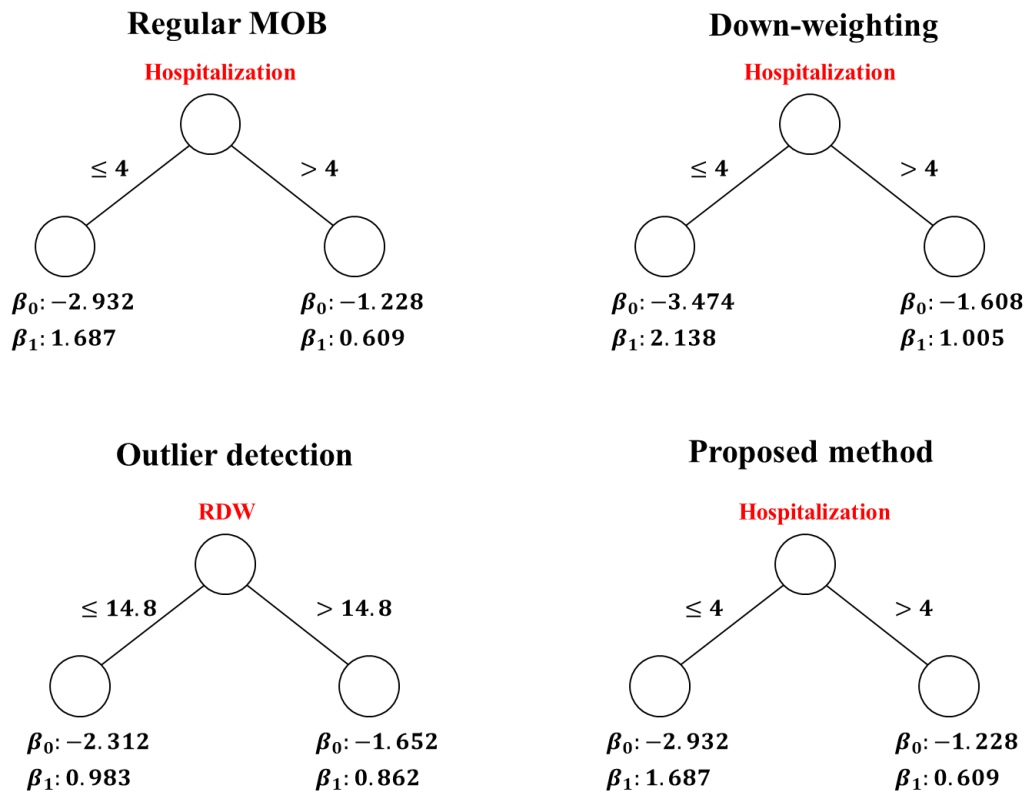 Regular MOB
Hospitalization
≤ 4
> 4
β₀: −2.932
β₁: 1.687
β₀: −1.228
β₁: 0.609
Down-weighting
Hospitalization
≤ 4
> 4
β₀: −3.474
β₁: 2.138
β₀: −1.608
β₁: 1.005
Outlier detection
RDW
≤ 14.8
> 14.8
β₀: −2.312
β₁: 0.983
β₀: −1.652
β₁: 0.862
Proposed method
Hospitalization
≤ 4
> 4
β₀: −2.932
β₁: 1.687
β₀: −1.228
β₁: 0.609